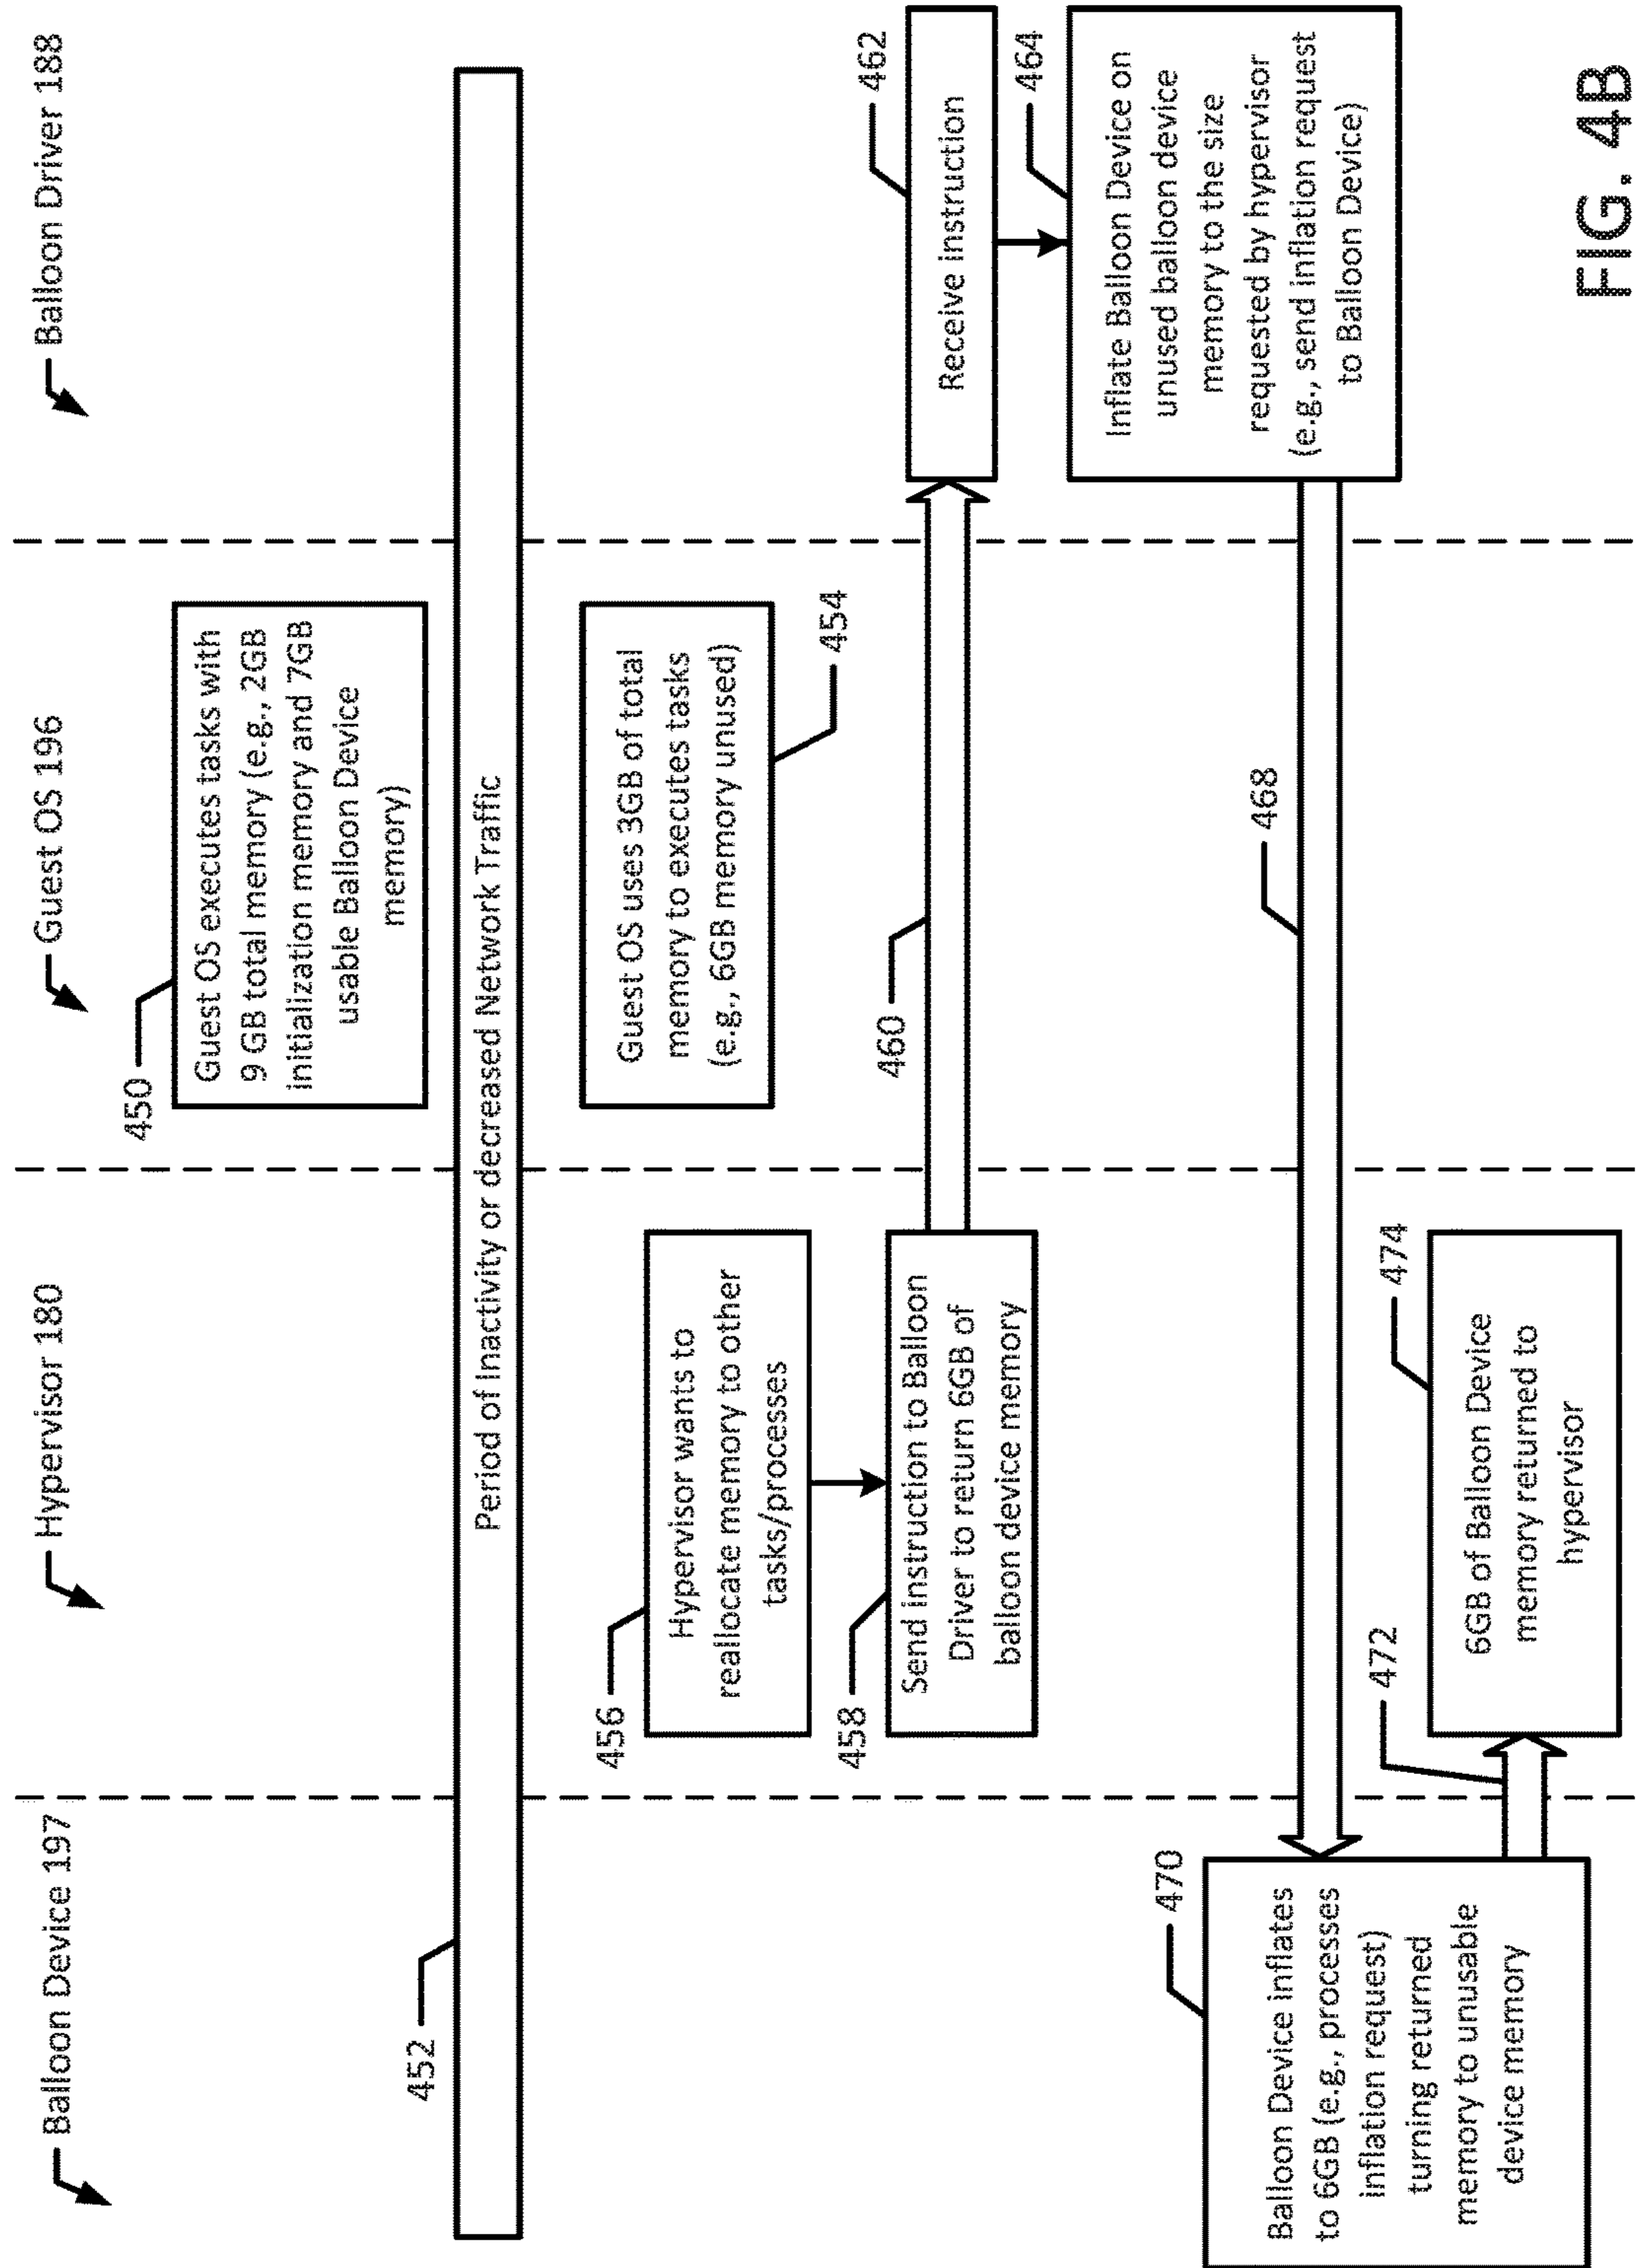 Balloon Device 197
Hypervisor 180
Guest OS 196
Balloon Driver 188
450
Guest OS executes tasks with
9 GB total memory (e.g., 2GB
initialization memory and 7GB
usable Balloon Device
memory)
452
Period of inactivity or decreased Network Traffic
Guest OS uses 3GB of total
memory to executes tasks
(e.g., 6GB memory unused)
454
456
Hypervisor wants to
reallocate memory to other
tasks/processes
458
Send instruction to Balloon
Driver to return 6GB of
balloon device memory
460
462
Receive instruction
464
Inflate Balloon Device on
unused balloon device
memory to the size
requested by hypervisor
(e.g., send inflation request
to Balloon Device)
468
470
Balloon Device inflates
to 6GB (e.g., processes
inflation request)
turning returned
memory to unusable
device memory
472
474
6GB of Balloon Device
memory returned to
hypervisor
FIG. 4B